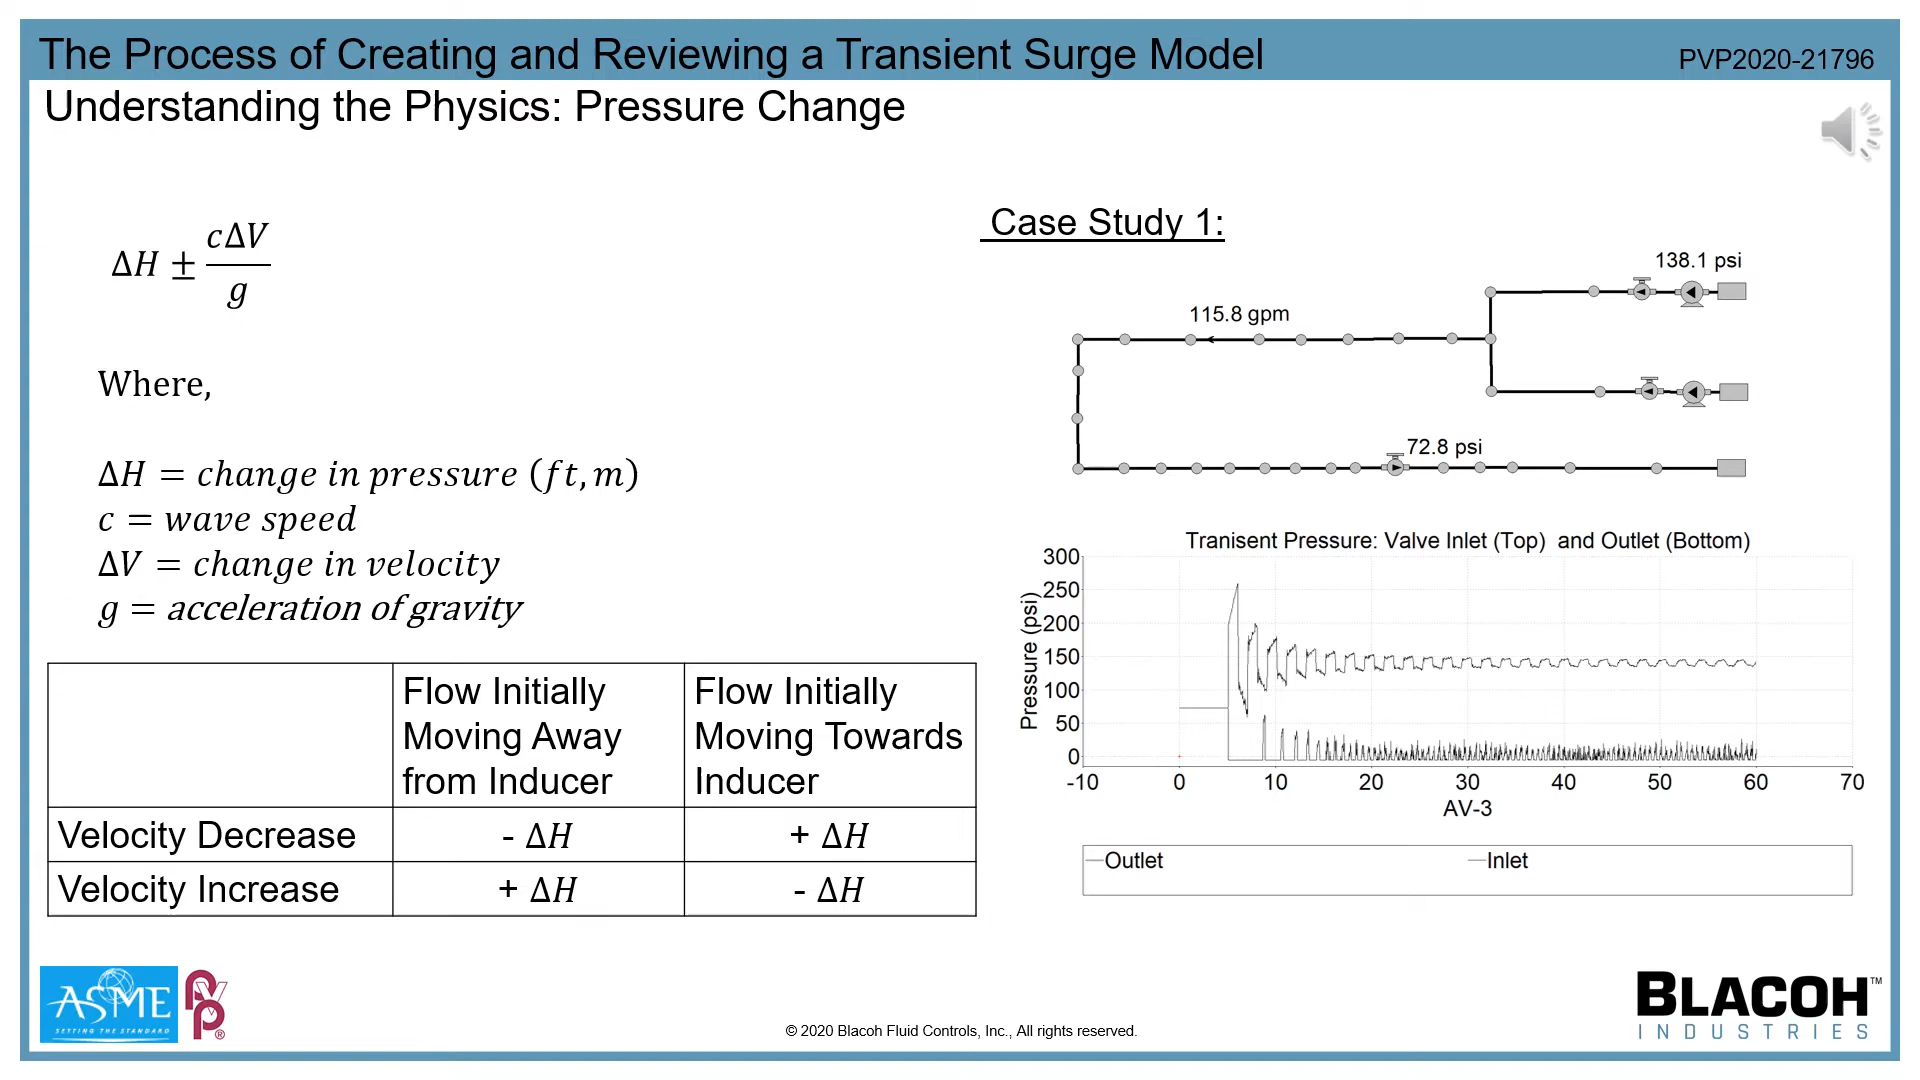 The Process of Creating and Reviewing a Transient Surge Model
PVP2020-21796
Understanding the Physics: Pressure Change
ΔH ± cΔV
g
Where,
ΔH = change in pressure (ft, m)
c = wave speed
ΔV = change in velocity
g = acceleration of gravity
Flow Initially
Moving Away
from Inducer
Flow Initially
Moving Towards
Inducer
Velocity Decrease
- ΔH
+ ΔH
Velocity Increase
+ ΔH
- ΔH
Case Study 1:
138.1 psi
115.8 gpm
72.8 psi
Tranisent Pressure: Valve Inlet (Top) and Outlet (Bottom)
Pressure (psi)
300
250
200
150
100
50
0
-10 0 10 20 30 40 50 60 70
AV-3
Outlet
Inlet
ASME
SETTING THE STANDARD
PVP®
© 2020 Blacoh Fluid Controls, Inc., All rights reserved.
BLACOH™
INDUSTRIES